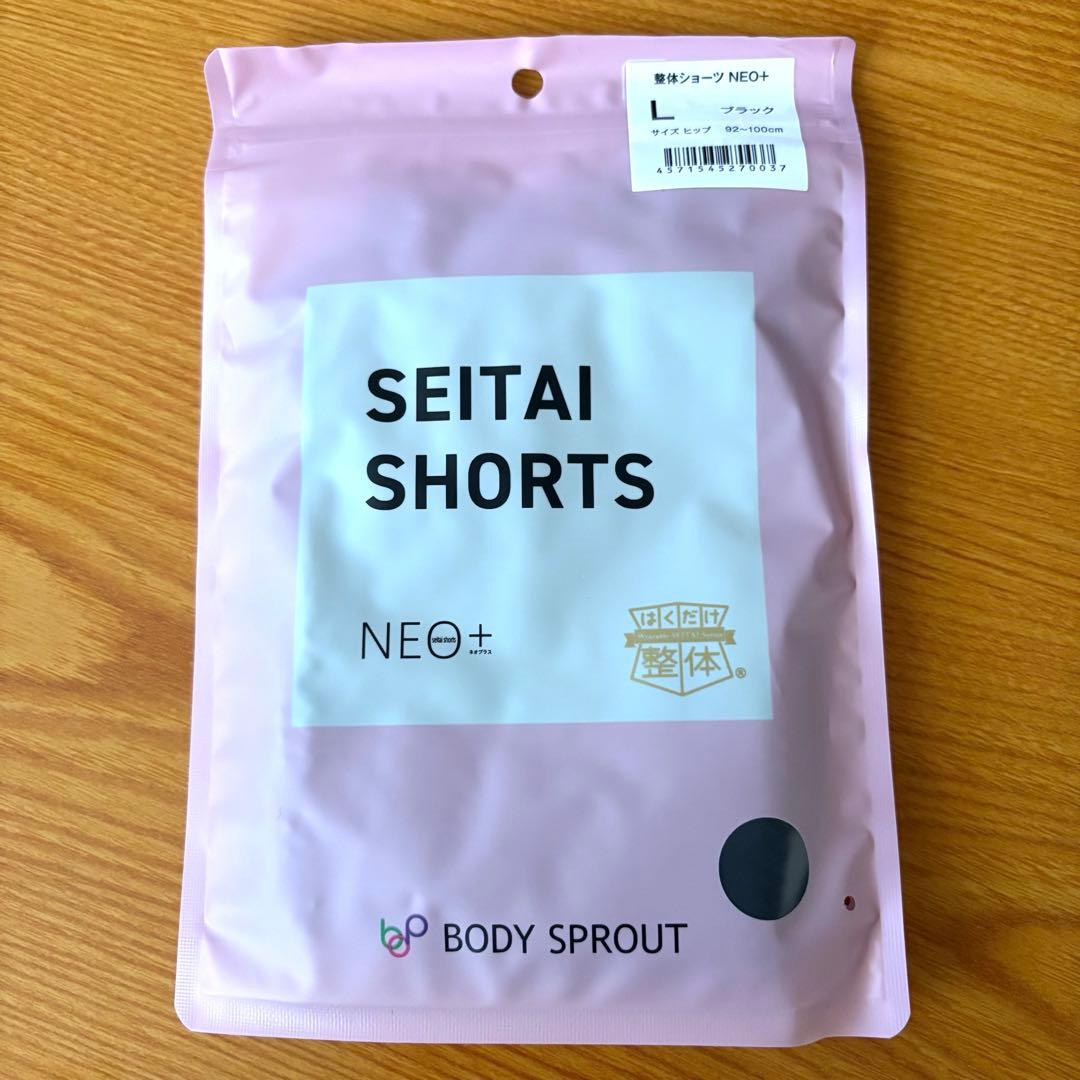 整体ショーツ NEO+
L ブラック
サイズ ヒップ 92~100cm
4571545270037
SEITAI
SHORTS
NEO+
seitai shorts
ネオプラス
はくだけ
Wearable SEITAI Series
整体
®
BODY SPROUT